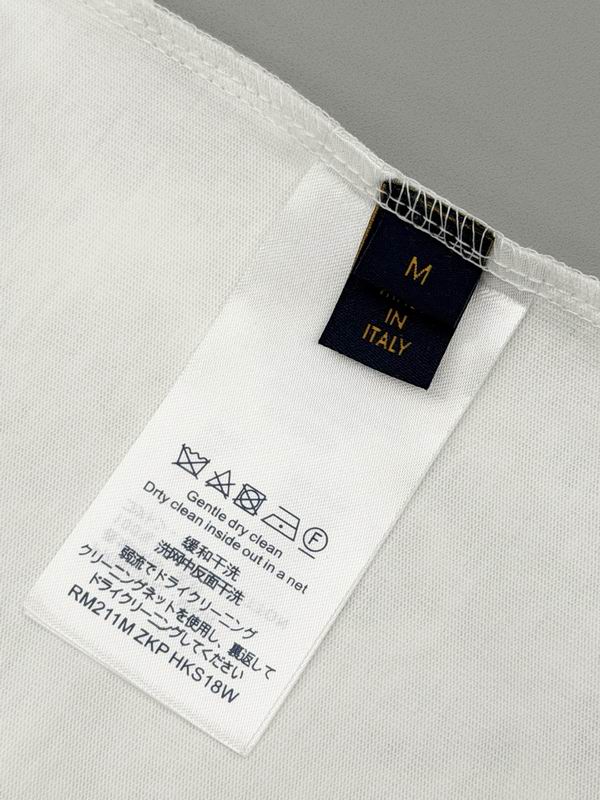 M
IN
ITALY
F
Gentle dry clean
Drty clean inside out in a net
缓和干洗
洗网中反面干洗
弱流でドライクリーニング
クリーニングネットを使用し、裏返して
ドライクリーニングしてください
RM211M ZKP HKS18W